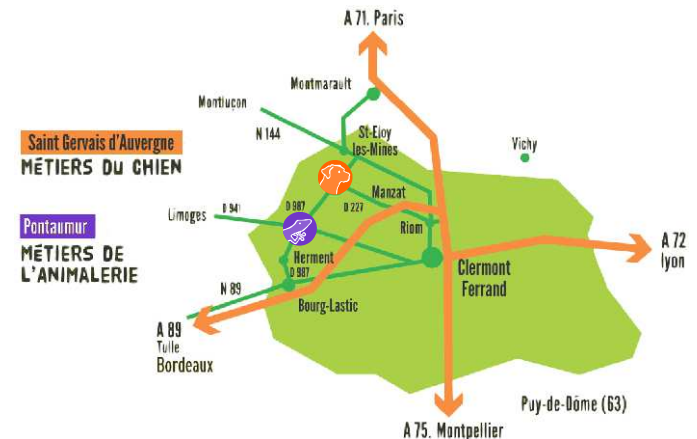 A 71. Paris
Montmarault
Montluçon
N 144
St-Eloy
les-Mines
Vichy
Saint Gervais d'Auvergne
MÉTIERS DU CHIEN
Manzat
D 987
D 227
D 941
Limoges
Riom
Pontaumur
MÉTIERS DE
L'ANIMALERIE
Herment
D 987
A 72
lyon
Clermont
Ferrand
N 89
Bourg-Lastic
A 89
Tulle
Bordeaux
Puy-de-Dôme (63)
A 75. Montpellier